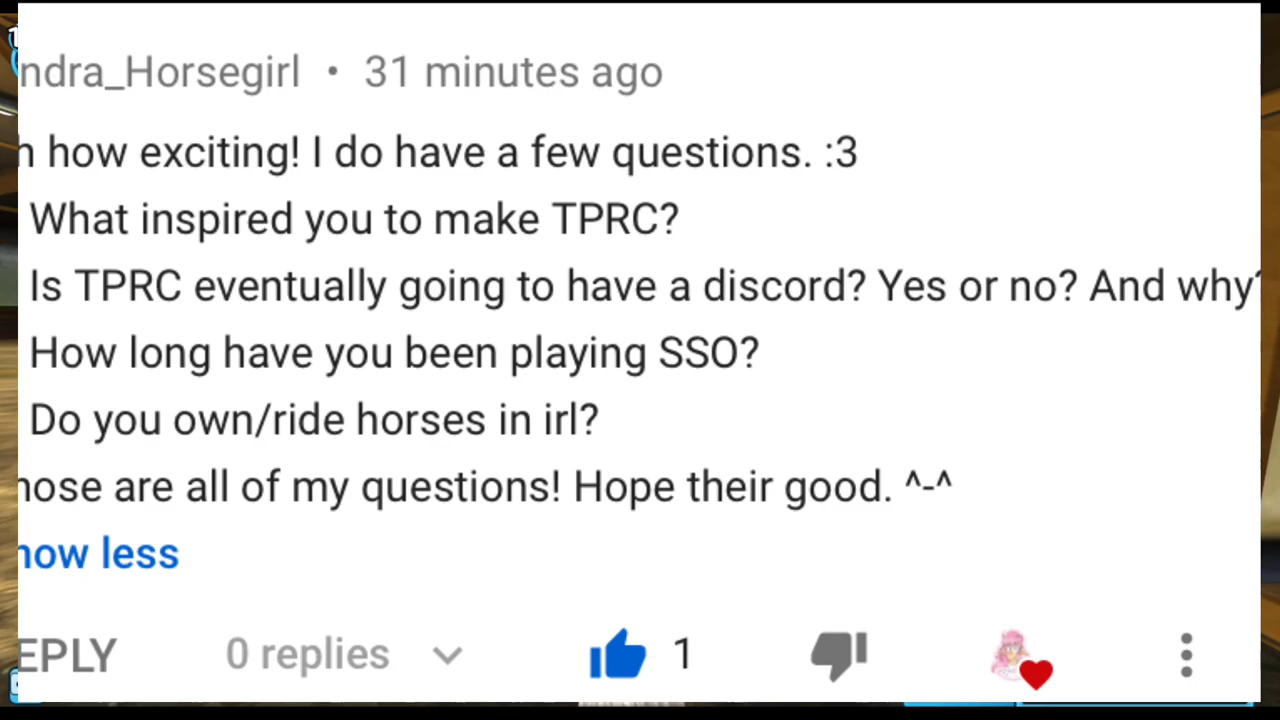 ndra_Horsegirl • 31 minutes ago
h how exciting! I do have a few questions. :3
What inspired you to make TPRC?
Is TPRC eventually going to have a discord? Yes or no? And why?
How long have you been playing SSO?
Do you own/ride horses in irl?
hose are all of my questions! Hope their good. ^-^
how less
EPLY 0 replies 1